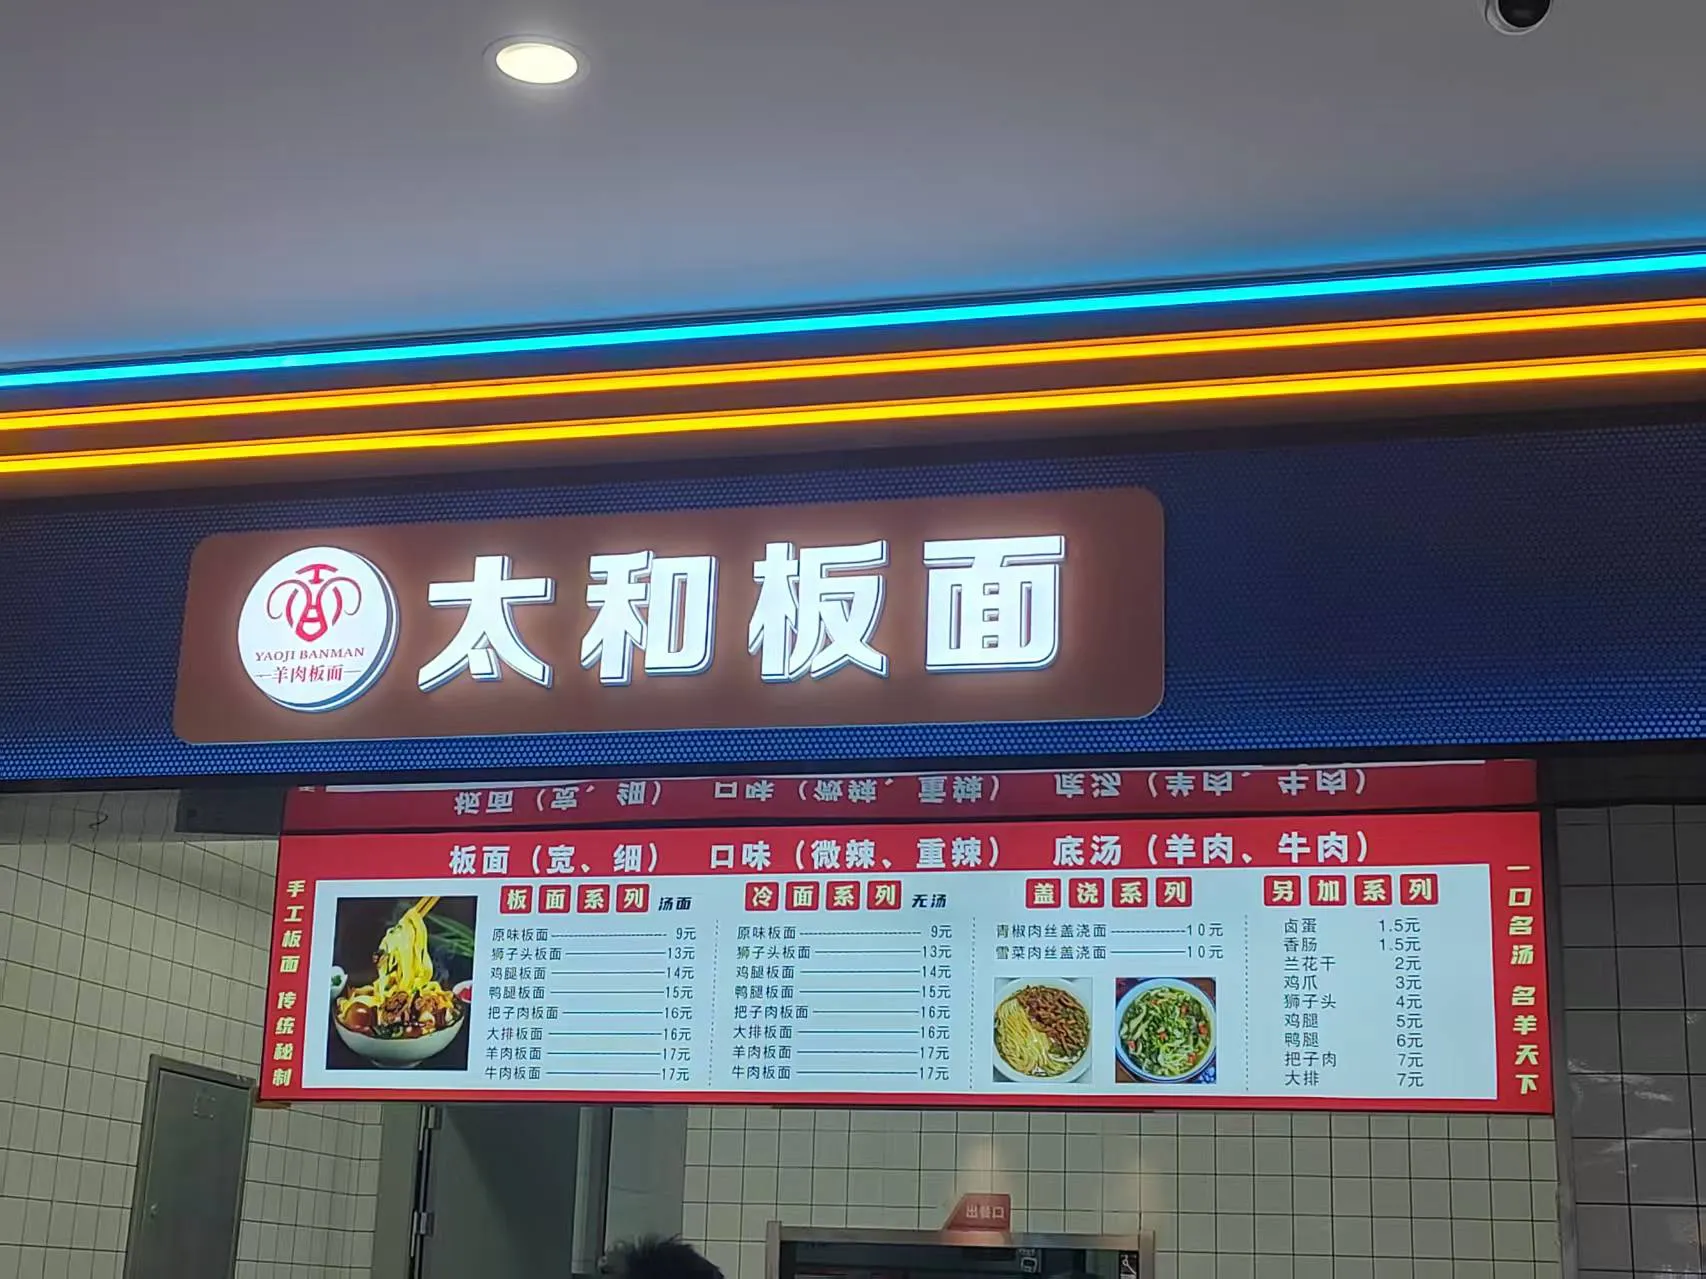 YAOJI BANMAN
羊肉板面
太和板面
板面（宽、细） 口味（微辣、重辣） 底汤（羊肉、牛肉）
手工板面 传统秘制
板面系列 汤面
原味板面 9元
狮子头板面 13元
鸡腿板面 14元
鸭腿板面 15元
把子肉板面 16元
大排板面 16元
羊肉板面 17元
牛肉板面 17元
冷面系列 无汤
原味板面 9元
狮子头板面 13元
鸡腿板面 14元
鸭腿板面 15元
把子肉板面 16元
大排板面 16元
羊肉板面 17元
牛肉板面 17元
盖浇系列
青椒肉丝盖浇面 10元
雪菜肉丝盖浇面 10元
另加系列
卤蛋 1.5元
香肠 1.5元
兰花干 2元
鸡爪 3元
狮子头 4元
鸡腿 5元
鸭腿 6元
把子肉 7元
大排 7元
一口名汤 名羊天下
出餐口